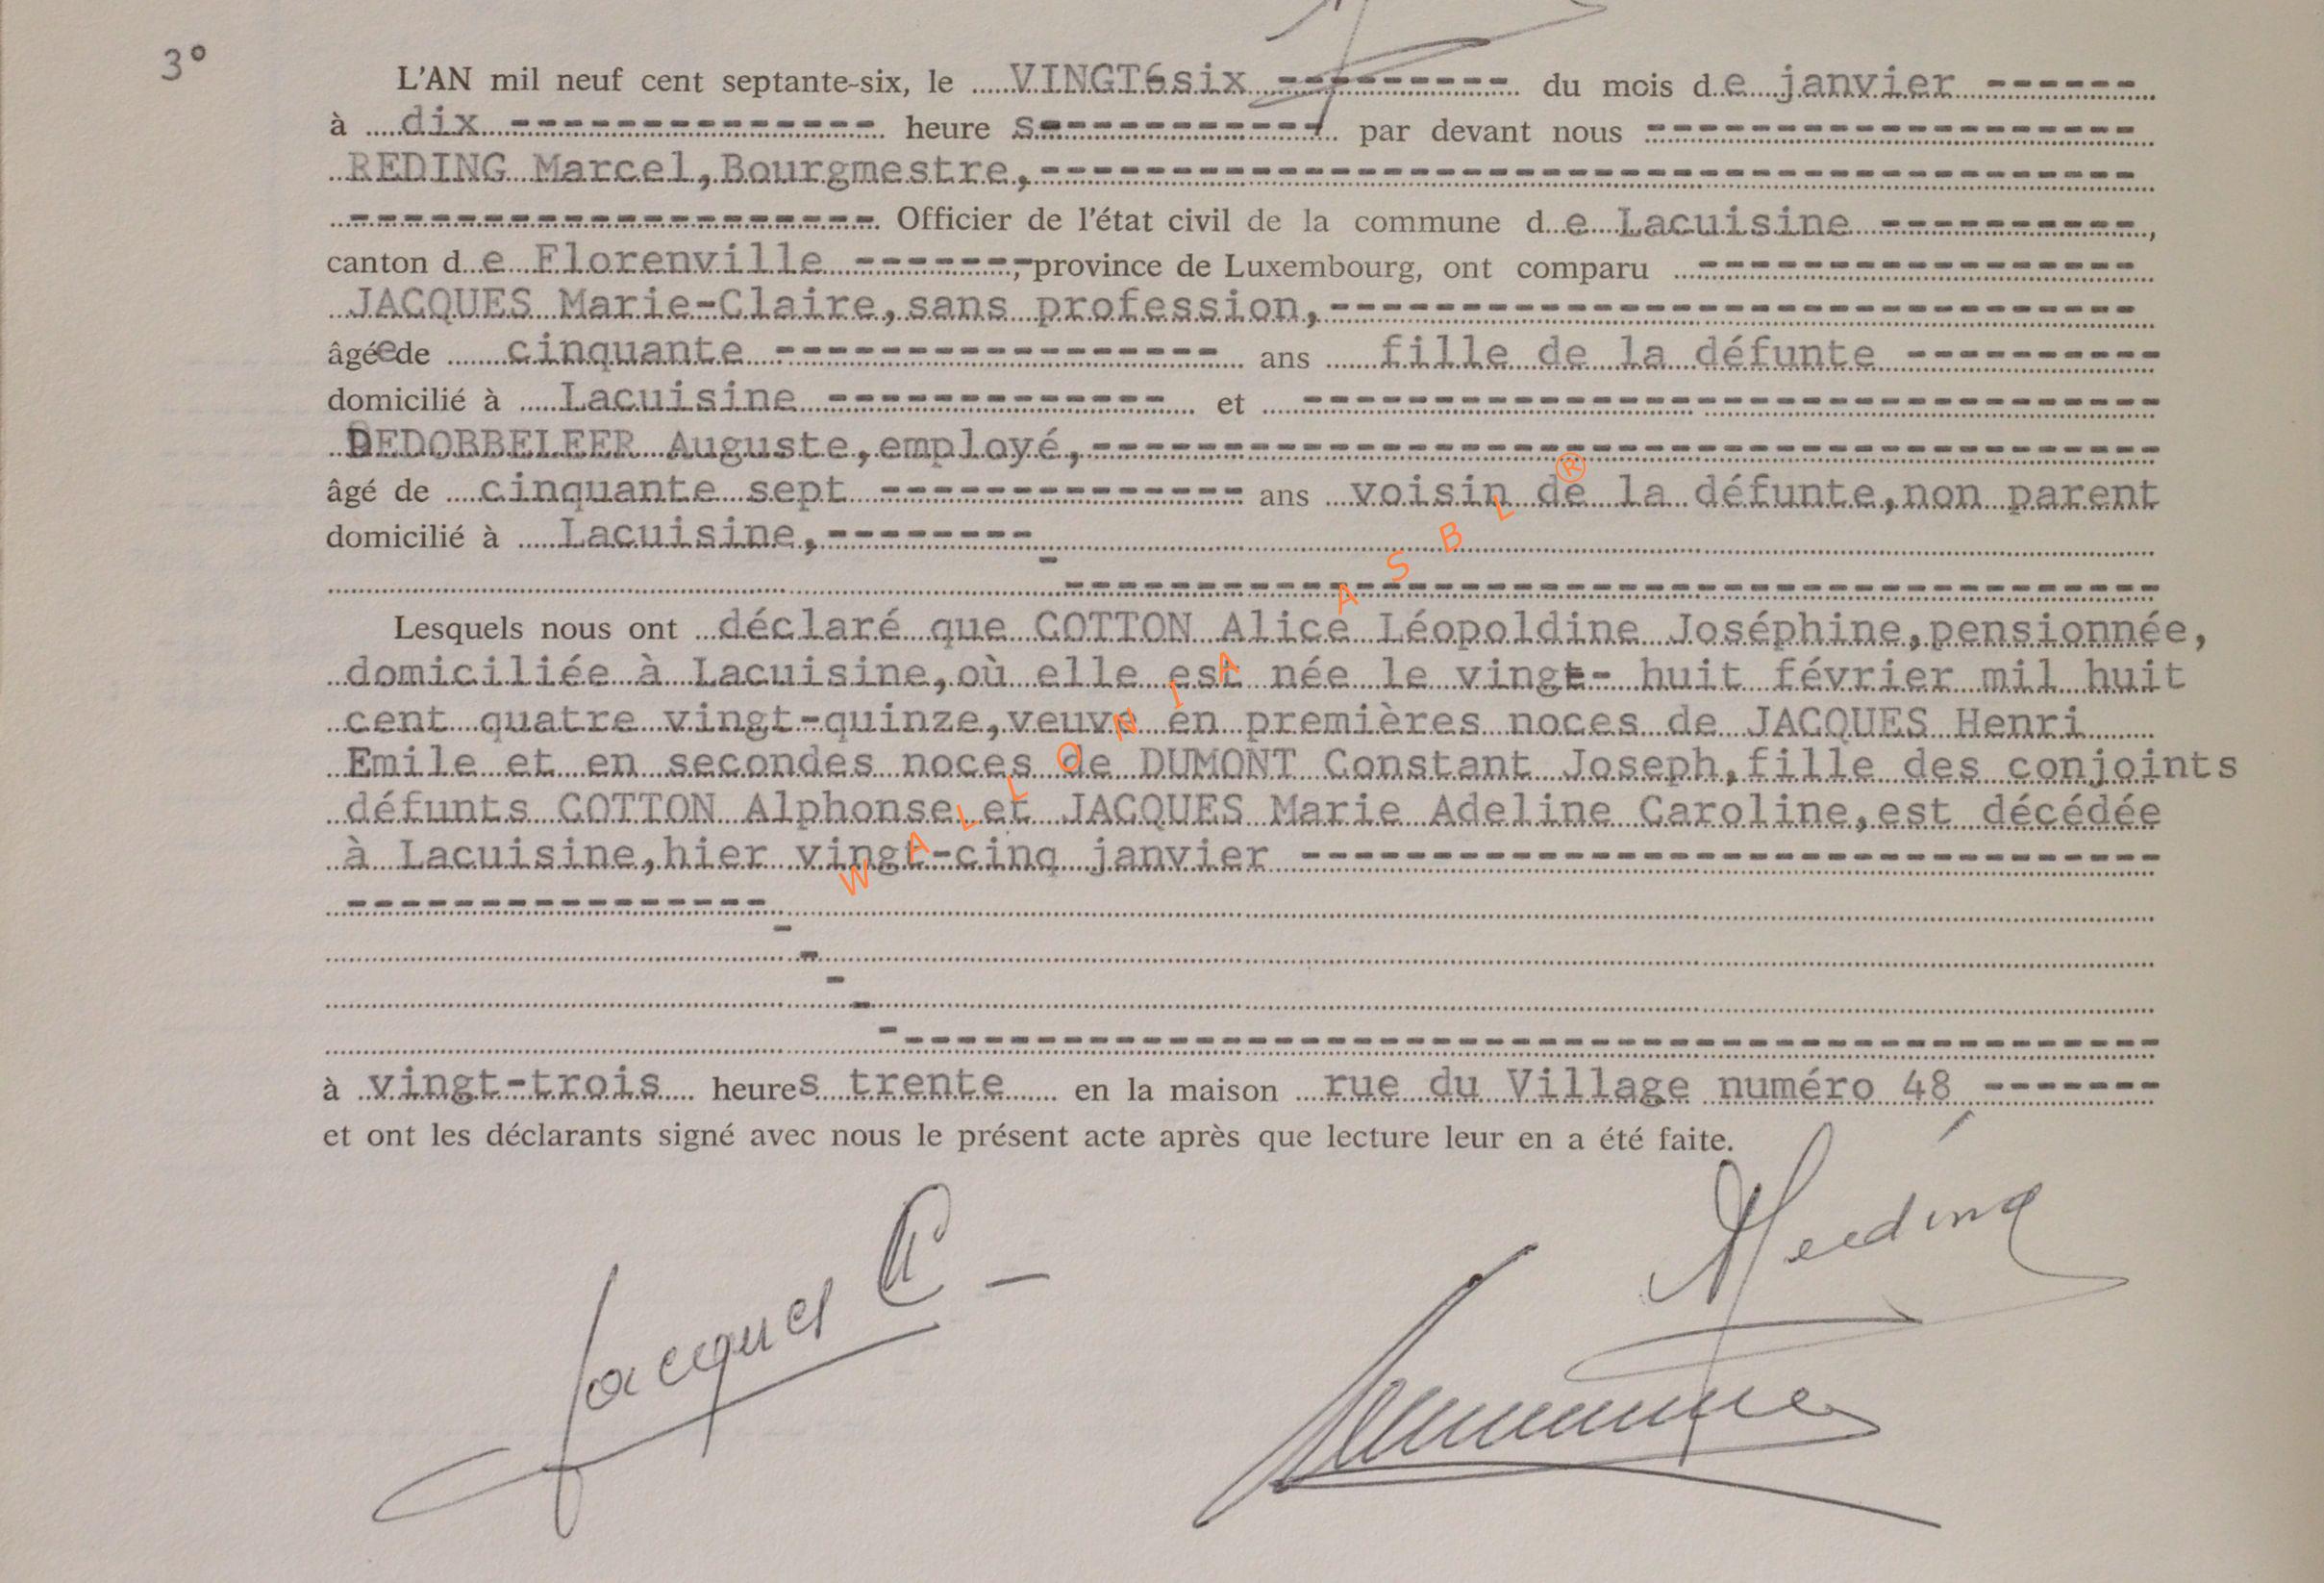 3°
L'AN mil neuf cent septante-six, le VINGT6six du mois de janvier
à dix heures par devant nous
REDING Marcel, Bourgmestre,
Officier de l'état civil de la commune de Lacuisine,
canton de Florenville, province de Luxembourg, ont comparu
JACQUES Marie-Claire, sans profession,
âgée de cinquante ans fille de la défunte
domicilié à Lacuisine et
DEDOBBELEER Auguste, employé,
âgé de cinquante sept ans voisin de la défunte, non parent
domicilié à Lacuisine,
Lesquels nous ont déclaré que COTTON Alice Léopoldine Joséphine, pensionnée,
domiciliée à Lacuisine, où elle est née le vingt- huit février mil huit
cent quatre vingt-quinze, veuve en premières noces de JACQUES Henri
Emile et en secondes noces de DUMONT Constant Joseph, fille des conjoints
défunts COTTON Alphonse et JACQUES Marie Adeline Caroline, est décédée
à Lacuisine, hier vingt-cinq janvier
à vingt-trois heures trente en la maison rue du Village numéro 48
et ont les déclarants signé avec nous le présent acte après que lecture leur en a été faite.
Reding
Jacques
WALLONIA ASBL ®